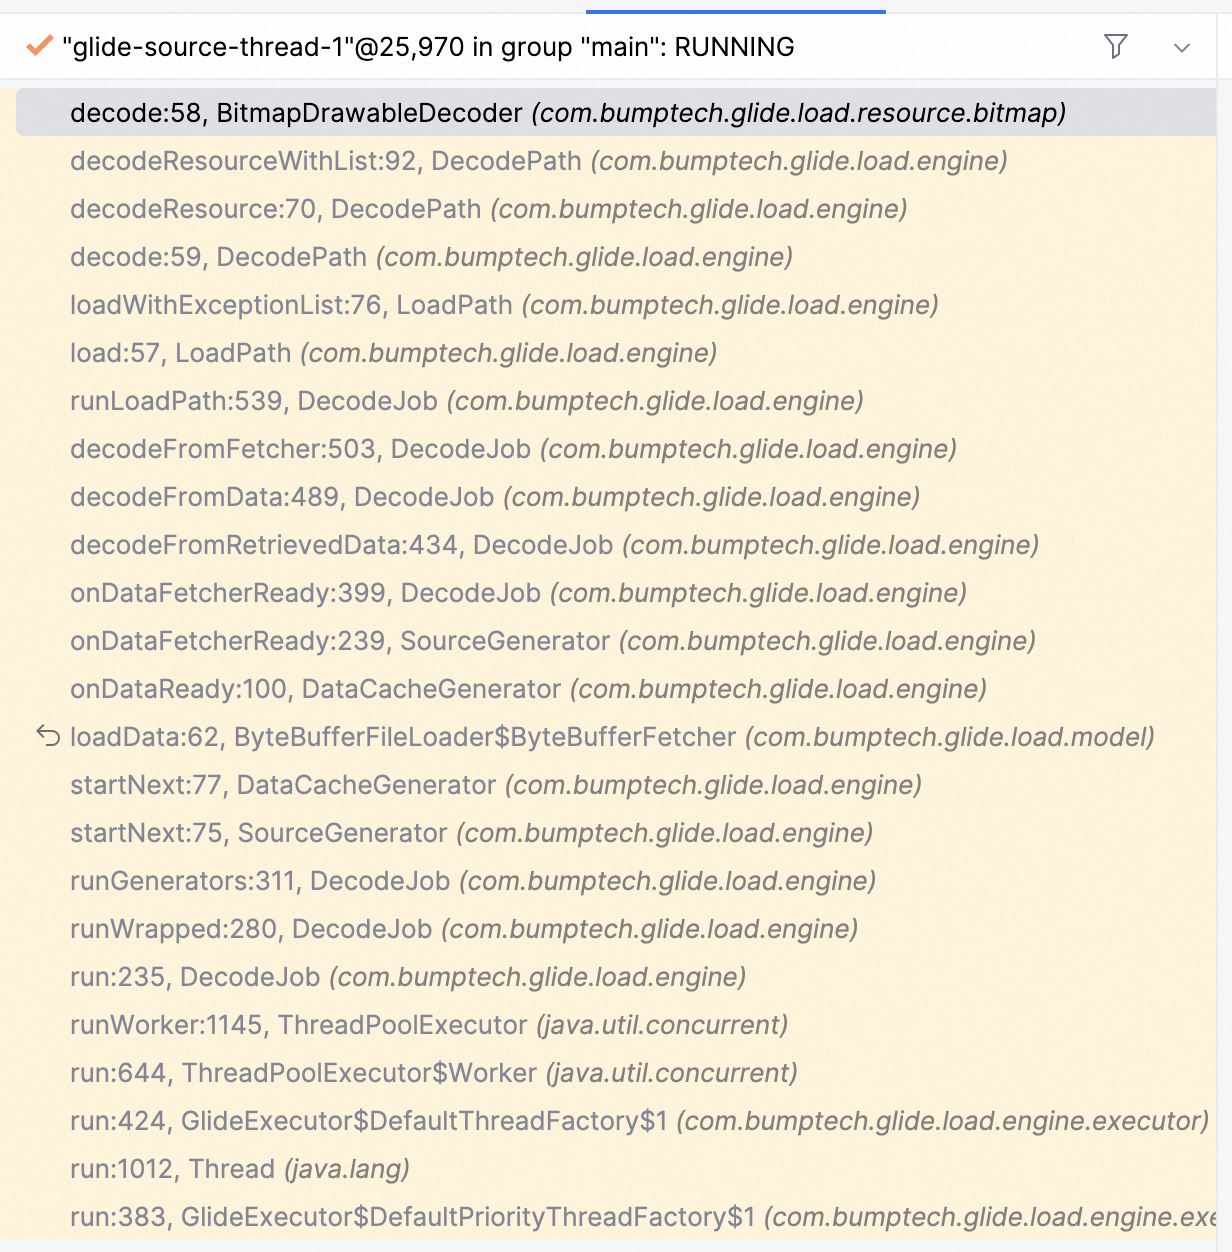 "glide-source-thread-1"@25,970 in group "main": RUNNING
decode:58, BitmapDrawableDecoder (com.bumptech.glide.load.resource.bitmap)
decodeResourceWithList:92, DecodePath (com.bumptech.glide.load.engine)
decodeResource:70, DecodePath (com.bumptech.glide.load.engine)
decode:59, DecodePath (com.bumptech.glide.load.engine)
loadWithExceptionList:76, LoadPath (com.bumptech.glide.load.engine)
load:57, LoadPath (com.bumptech.glide.load.engine)
runLoadPath:539, DecodeJob (com.bumptech.glide.load.engine)
decodeFromFetcher:503, DecodeJob (com.bumptech.glide.load.engine)
decodeFromData:489, DecodeJob (com.bumptech.glide.load.engine)
decodeFromRetrievedData:434, DecodeJob (com.bumptech.glide.load.engine)
onDataFetcherReady:399, DecodeJob (com.bumptech.glide.load.engine)
onDataFetcherReady:239, SourceGenerator (com.bumptech.glide.load.engine)
onDataReady:100, DataCacheGenerator (com.bumptech.glide.load.engine)
loadData:62, ByteBufferFileLoader$ByteBufferFetcher (com.bumptech.glide.load.model)
startNext:77, DataCacheGenerator (com.bumptech.glide.load.engine)
startNext:75, SourceGenerator (com.bumptech.glide.load.engine)
runGenerators:311, DecodeJob (com.bumptech.glide.load.engine)
runWrapped:280, DecodeJob (com.bumptech.glide.load.engine)
run:235, DecodeJob (com.bumptech.glide.load.engine)
runWorker:1145, ThreadPoolExecutor (java.util.concurrent)
run:644, ThreadPoolExecutor$Worker (java.util.concurrent)
run:424, GlideExecutor$DefaultThreadFactory$1 (com.bumptech.glide.load.engine.executor)
run:1012, Thread (java.lang)
run:383, GlideExecutor$DefaultPriorityThreadFactory$1 (com.bumptech.glide.load.engine.exe